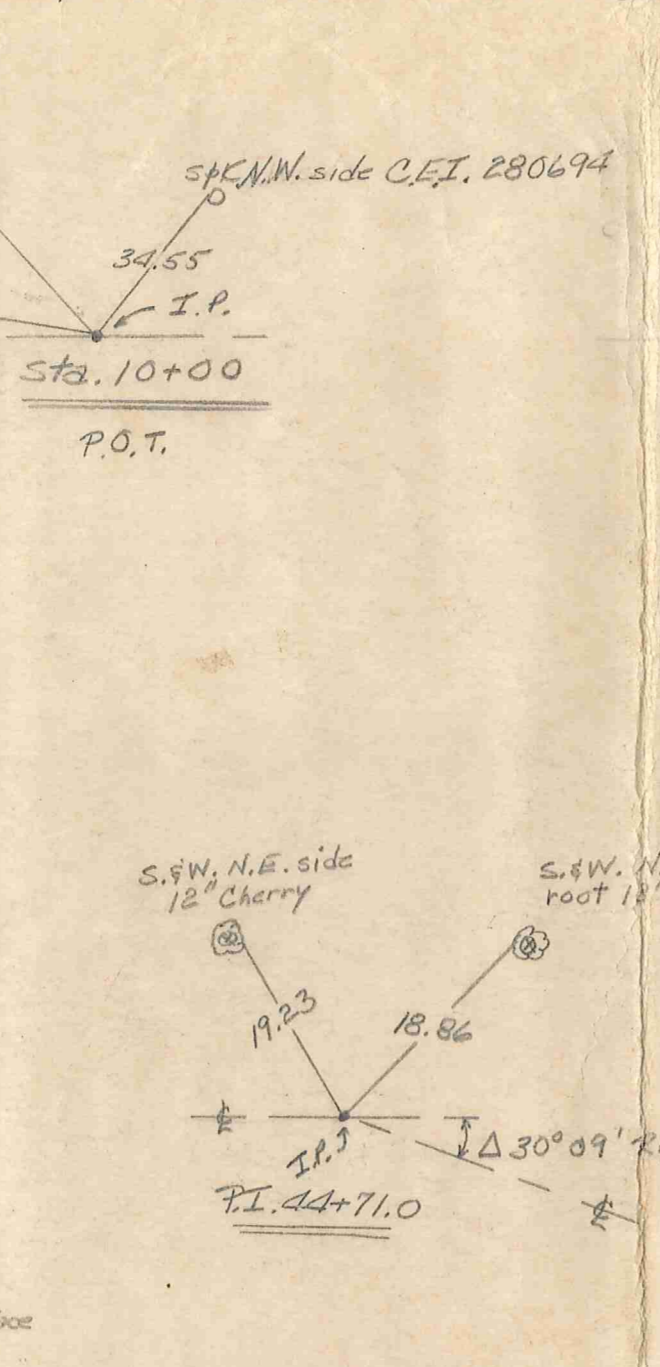 spk N.W. side C.E.I. 280694
34.55
I.P.
Sta. 10+00
P.O.T.
S.&W. N.E. side
12" Cherry
S.&W.
root
19.23
18.86
℄
Δ 30° 09'
I.P.
P.I. 44+71.0
℄